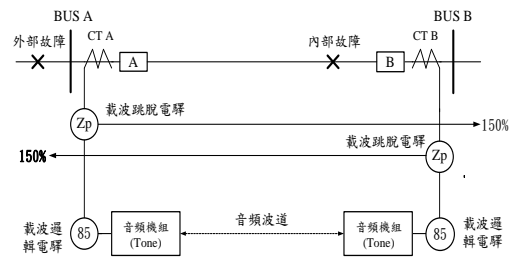 BUS A
BUS B
外部故障
CT A
內部故障
CT B
A
B
Zp
載波跳脫電驛
150%
載波跳脫電驛
150%
Zp
載波邏
輯電驛
85
音頻機組
(Tone)
音頻波道
音頻機組
(Tone)
85
載波邏
輯電驛